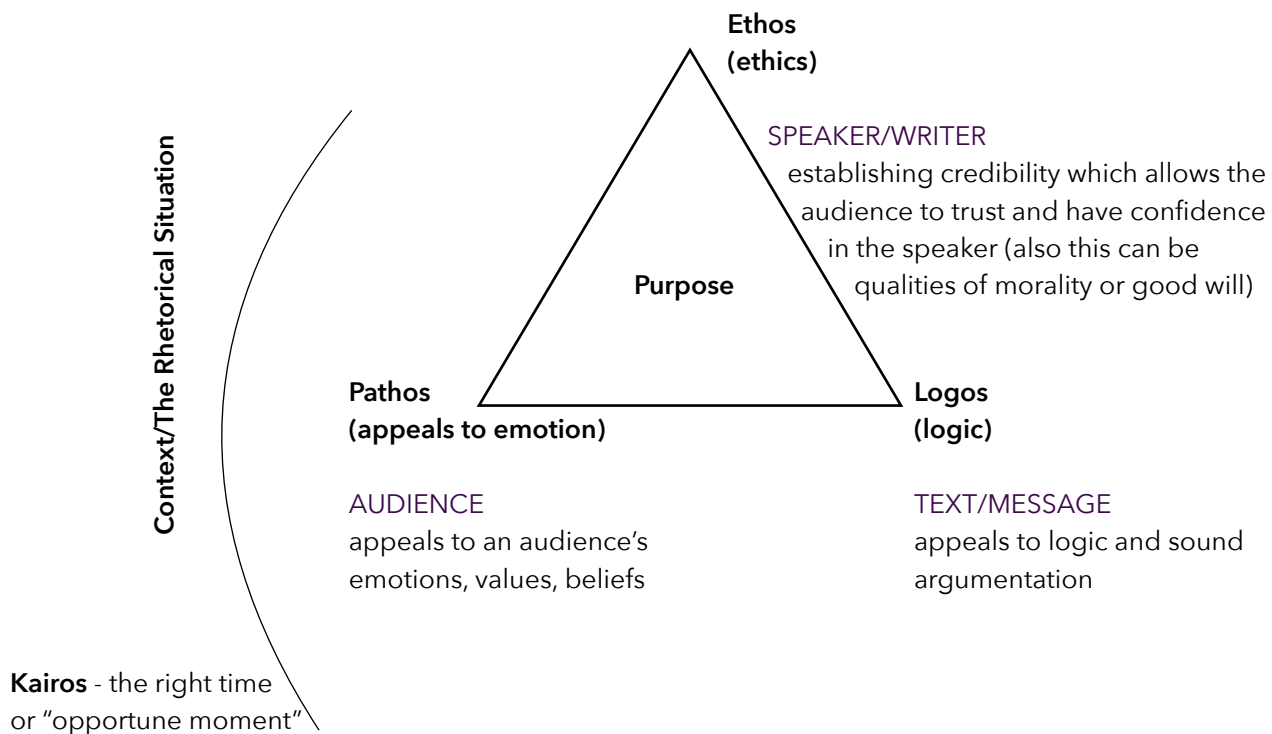 Ethos
(ethics)
SPEAKER/WRITER
establishing credibility which allows the
audience to trust and have confidence
in the speaker (also this can be
qualities of morality or good will)
Context/The Rhetorical Situation
Purpose
Pathos
(appeals to emotion)
Logos
(logic)
AUDIENCE
appeals to an audience’s
emotions, values, beliefs
TEXT/MESSAGE
appeals to logic and sound
argumentation
Kairos - the right time
or “opportune moment”